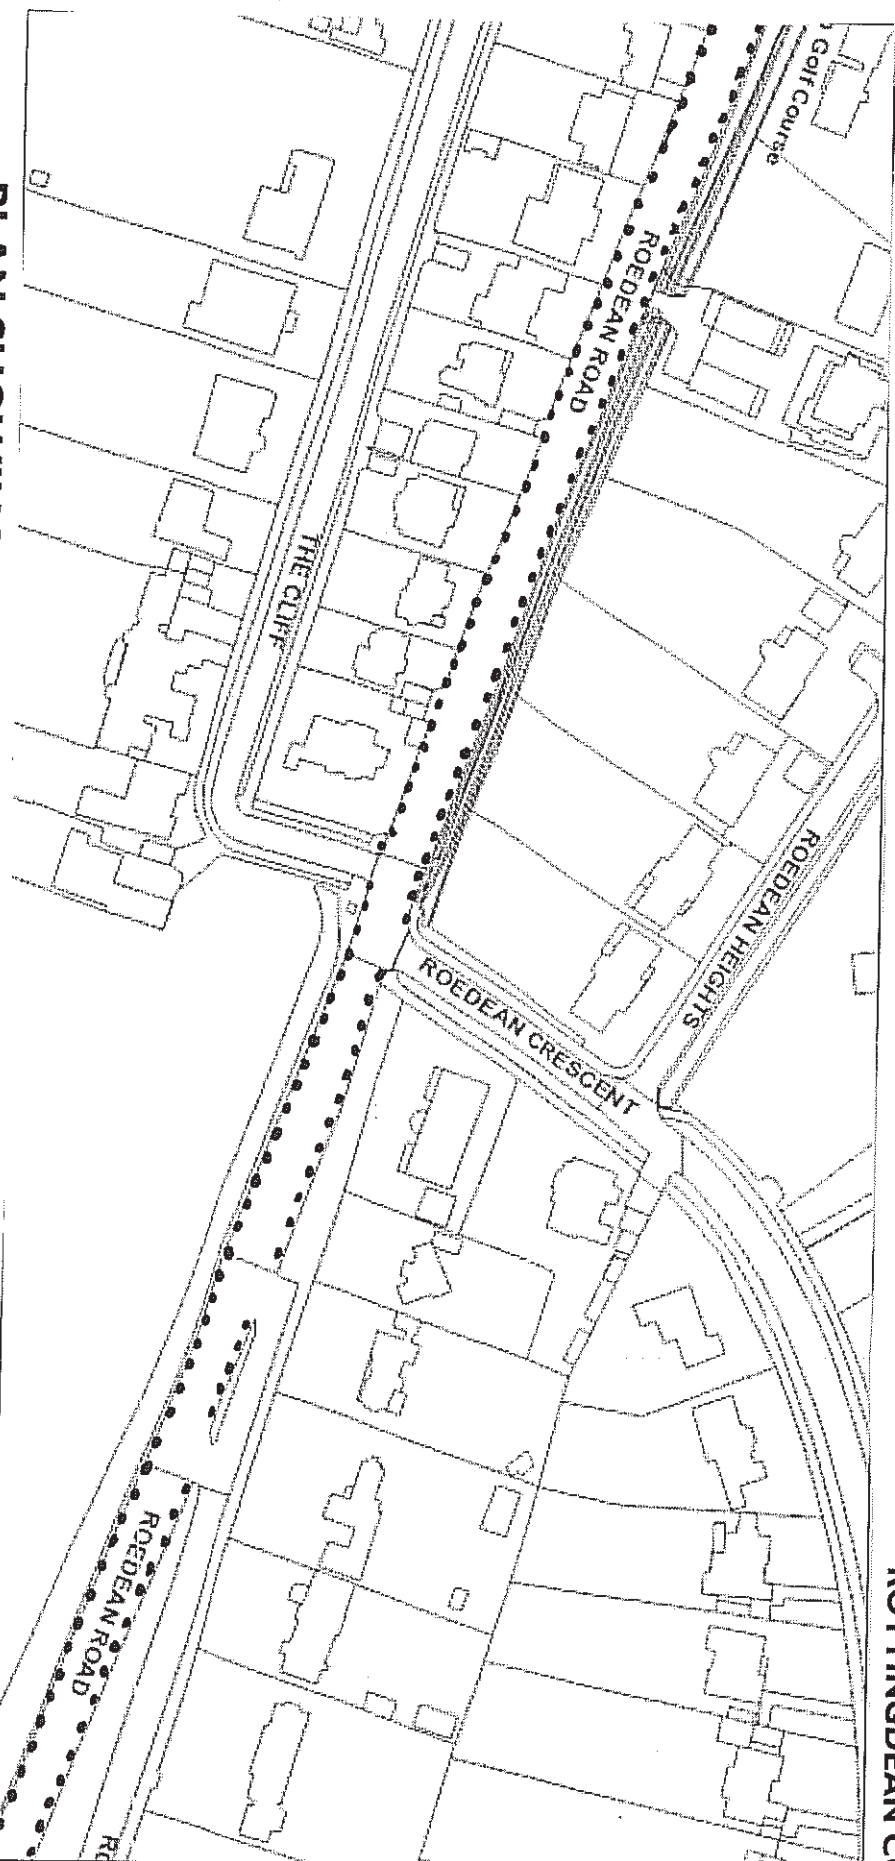 Golf Course
ROEDEAN ROAD
THE CLIFF
ROEDEAN HEIGHTS
ROEDEAN CRESCENT
ROEDEAN ROAD